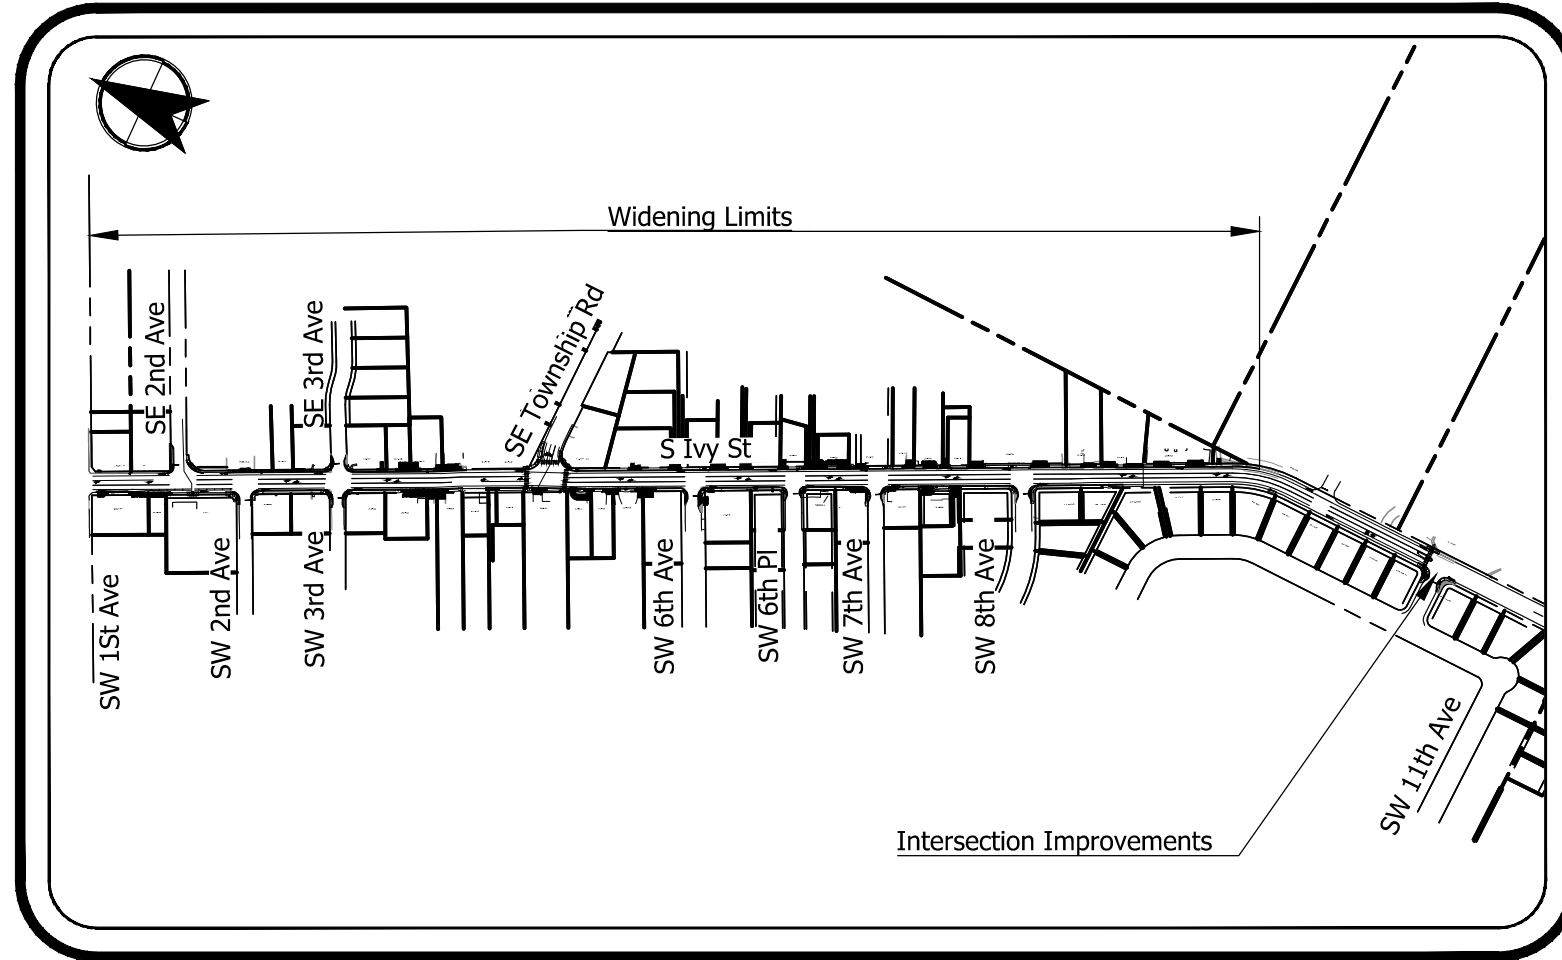 Widening Limits
SE 2nd Ave
SE 3rd Ave
SE Township Rd
S Ivy St
SW 1St Ave
SW 2nd Ave
SW 3rd Ave
SW 6th Ave
SW 6th Pl
SW 7th Ave
SW 8th Ave
SW 11th Ave
Intersection Improvements